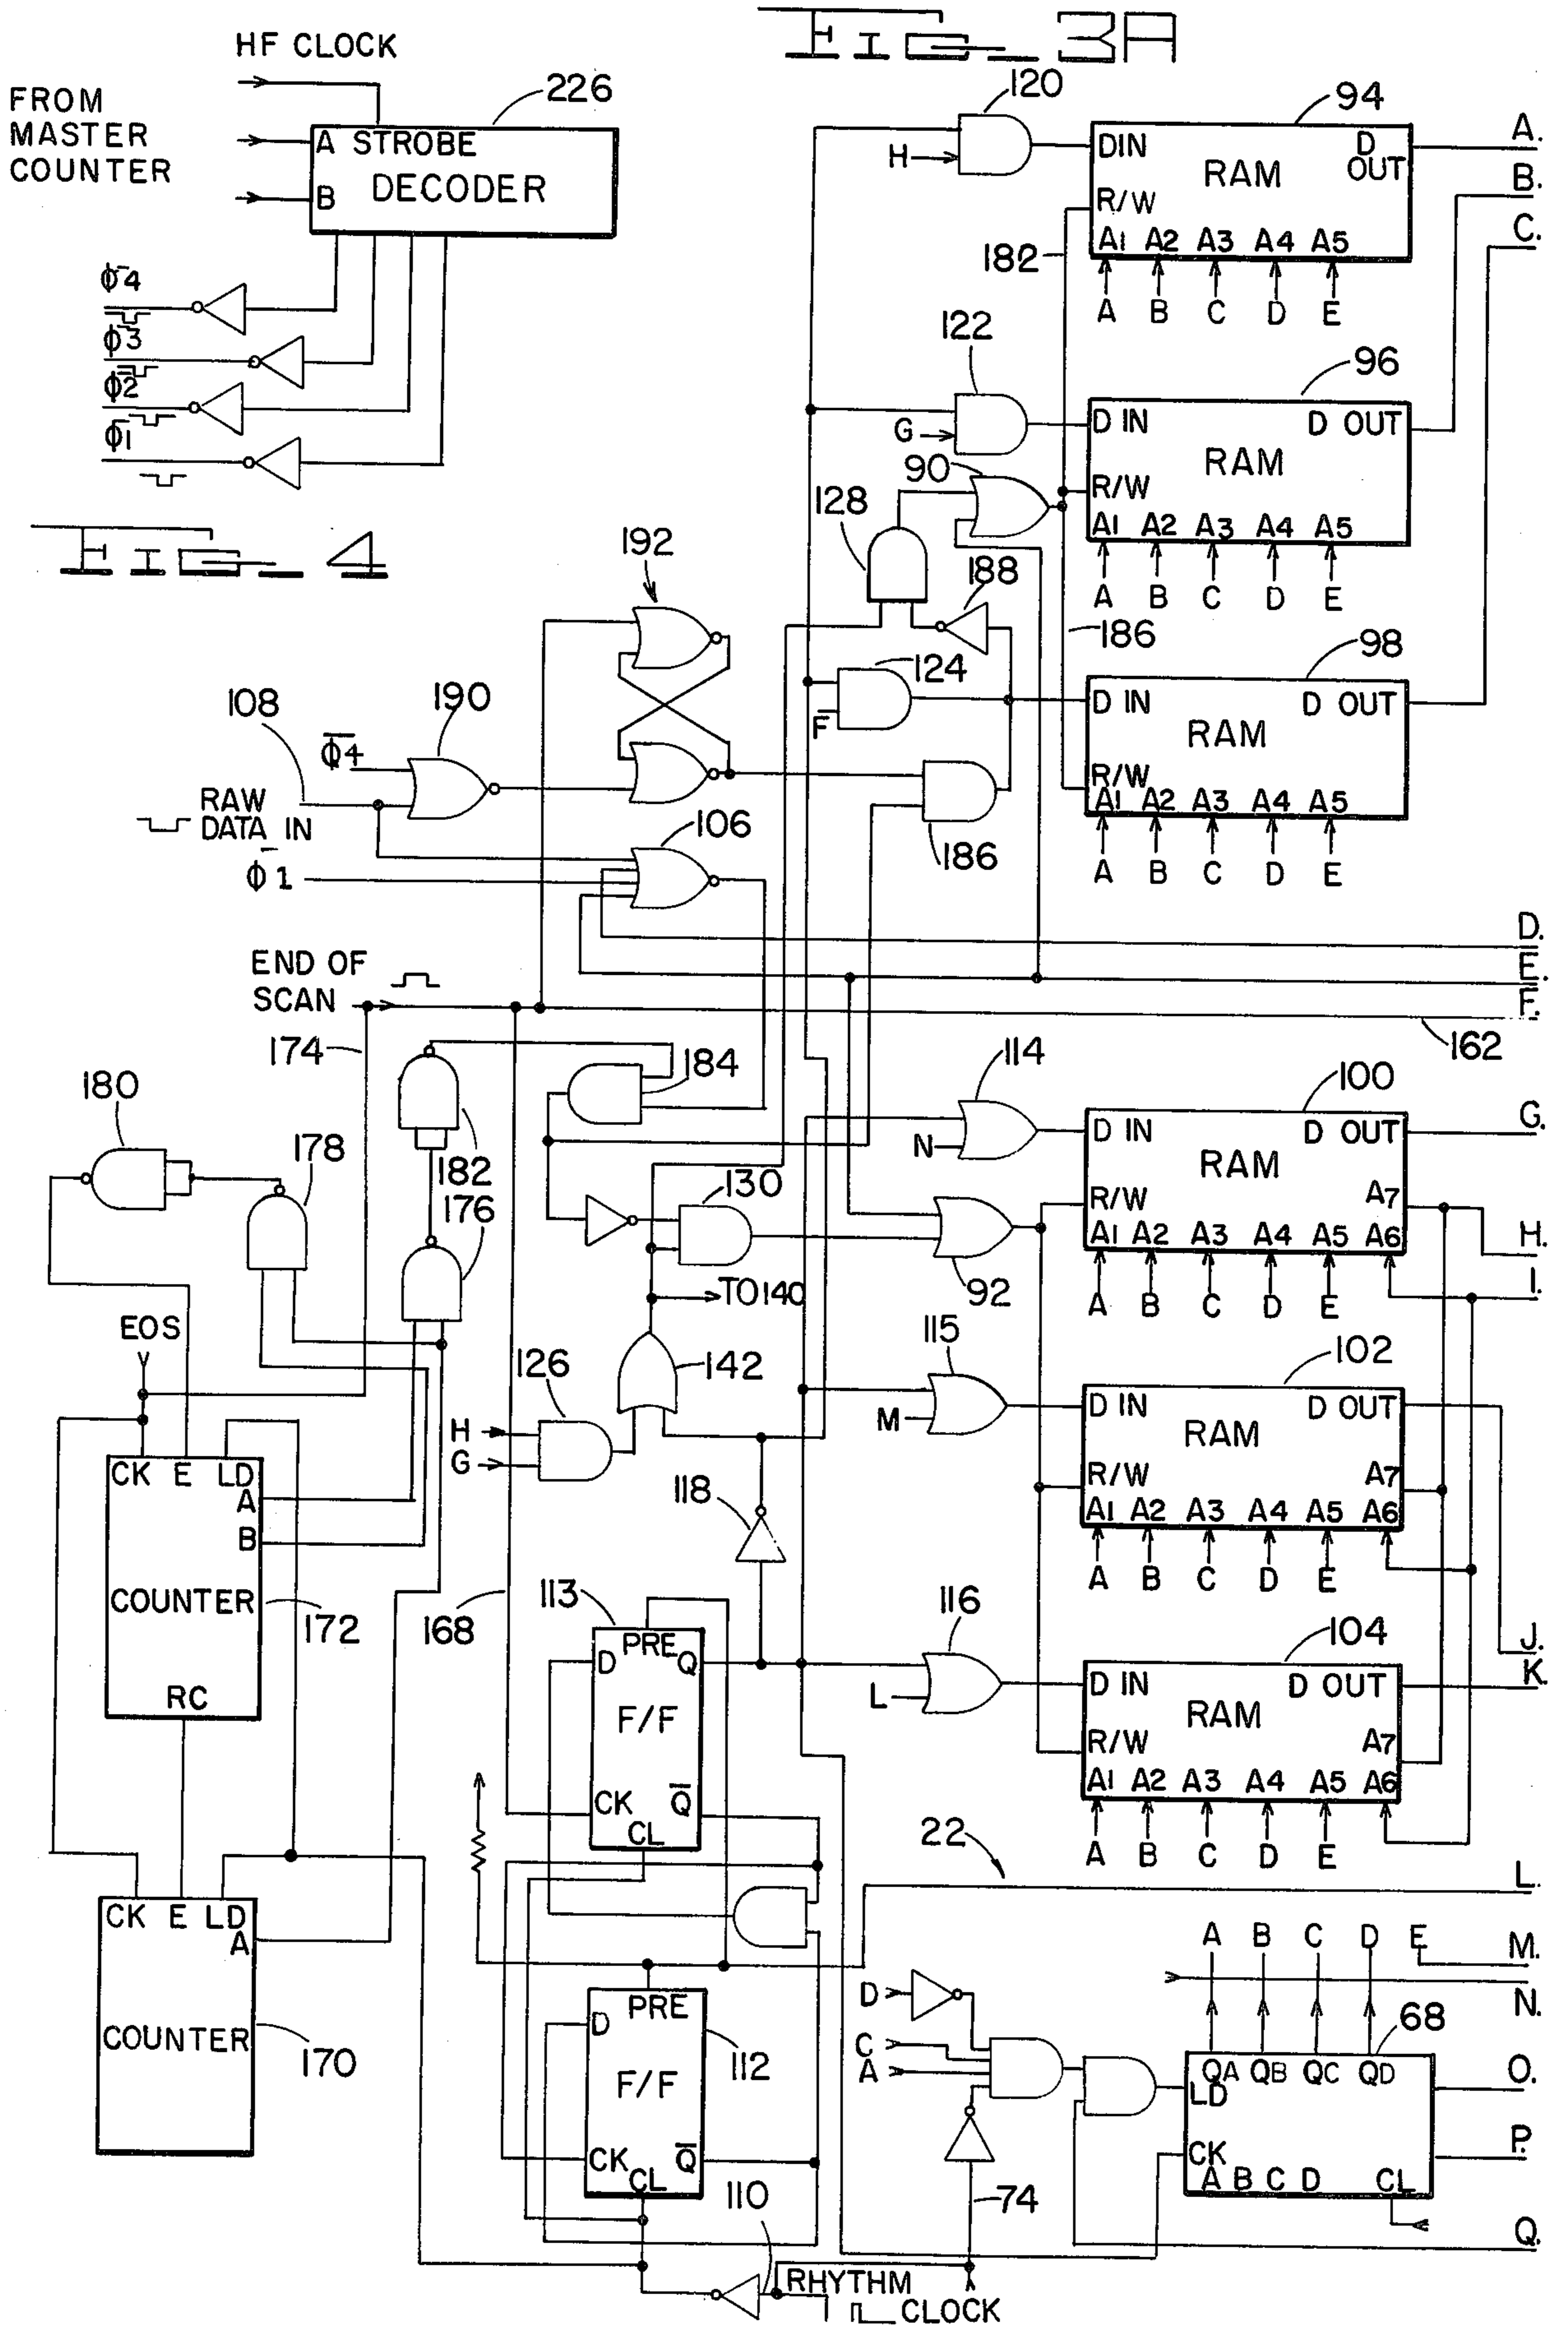 FIG_3A
HF CLOCK
FROM
MASTER
COUNTER
226
A STROBE
DECODER
B
φ4
φ3
φ2
φ1
FIG_4
120
H
94
DIN
D
OUT
RAM
R/W
A1 A2 A3 A4 A5
A B C D E
182
A.
B.
C.
122
G
96
D IN
D OUT
RAM
R/W
A1 A2 A3 A4 A5
A B C D E
90
128
188
186
192
124
F
98
D IN
D OUT
RAM
R/W
A1 A2 A3 A4 A5
A B C D E
186
108
190
φ4
RAW
DATA IN
106
φ1
D.
E.
F.
END OF
SCAN
174
162
184
180
178
182
176
114
N
100
D IN
D OUT
RAM
R/W
A7
A1 A2 A3 A4 A5 A6
A B C D E
G.
H.
I.
130
92
TO 140
EOS
126
H
G
142
115
M
102
D IN
D OUT
RAM
R/W
A7
A1 A2 A3 A4 A5 A6
A B C D E
CK E LD
A
B
COUNTER
172
RC
168
118
113
PRE
D
Q
F/F
CK
Q
CL
116
L
104
D IN
D OUT
RAM
R/W
A7
A1 A2 A3 A4 A5 A6
A B C D E
J.
K.
22
L.
CK E LD
A
COUNTER
170
PRE
D
112
F/F
CK
Q
CL
110
D
C
A
74
A B C D E
M.
N.
68
QA QB QC QD
LD
CK
A B C D
CL
O.
P.
Q.
RHYTHM
CLOCK